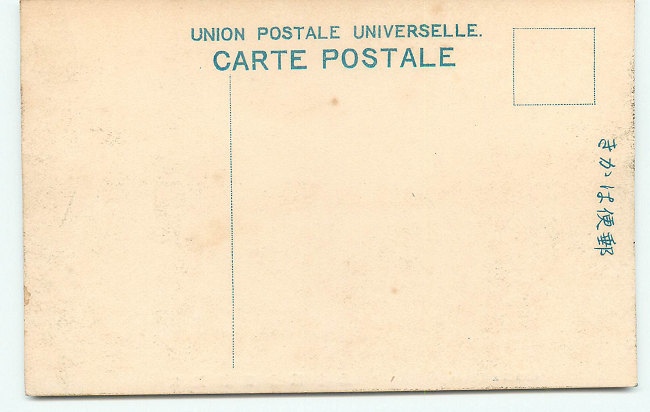 UNION POSTALE UNIVERSELLE.
CARTE POSTALE
郵便はかき